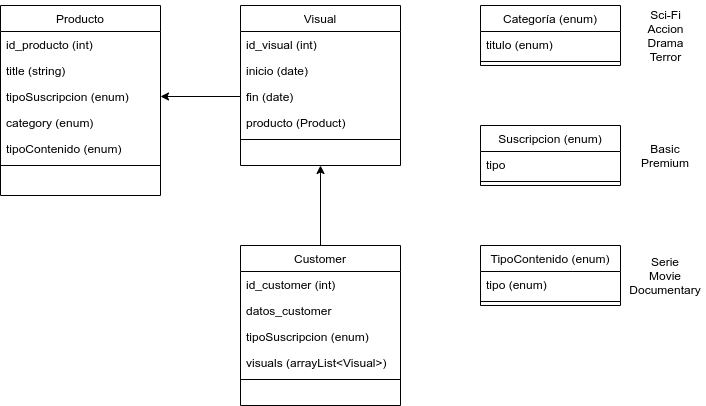 Producto
id_producto (int)
title (string)
tipoSuscripcion (enum)
category (enum)
tipoContenido (enum)
Visual
id_visual (int)
inicio (date)
fin (date)
producto (Product)
Customer
id_customer (int)
datos_customer
tipoSuscripcion (enum)
visuals (arrayList<Visual>)
Categoría (enum)
titulo (enum)
Sci-Fi
Accion
Drama
Terror
Suscripcion (enum)
tipo
Basic
Premium
TipoContenido (enum)
tipo (enum)
Serie
Movie
Documentary